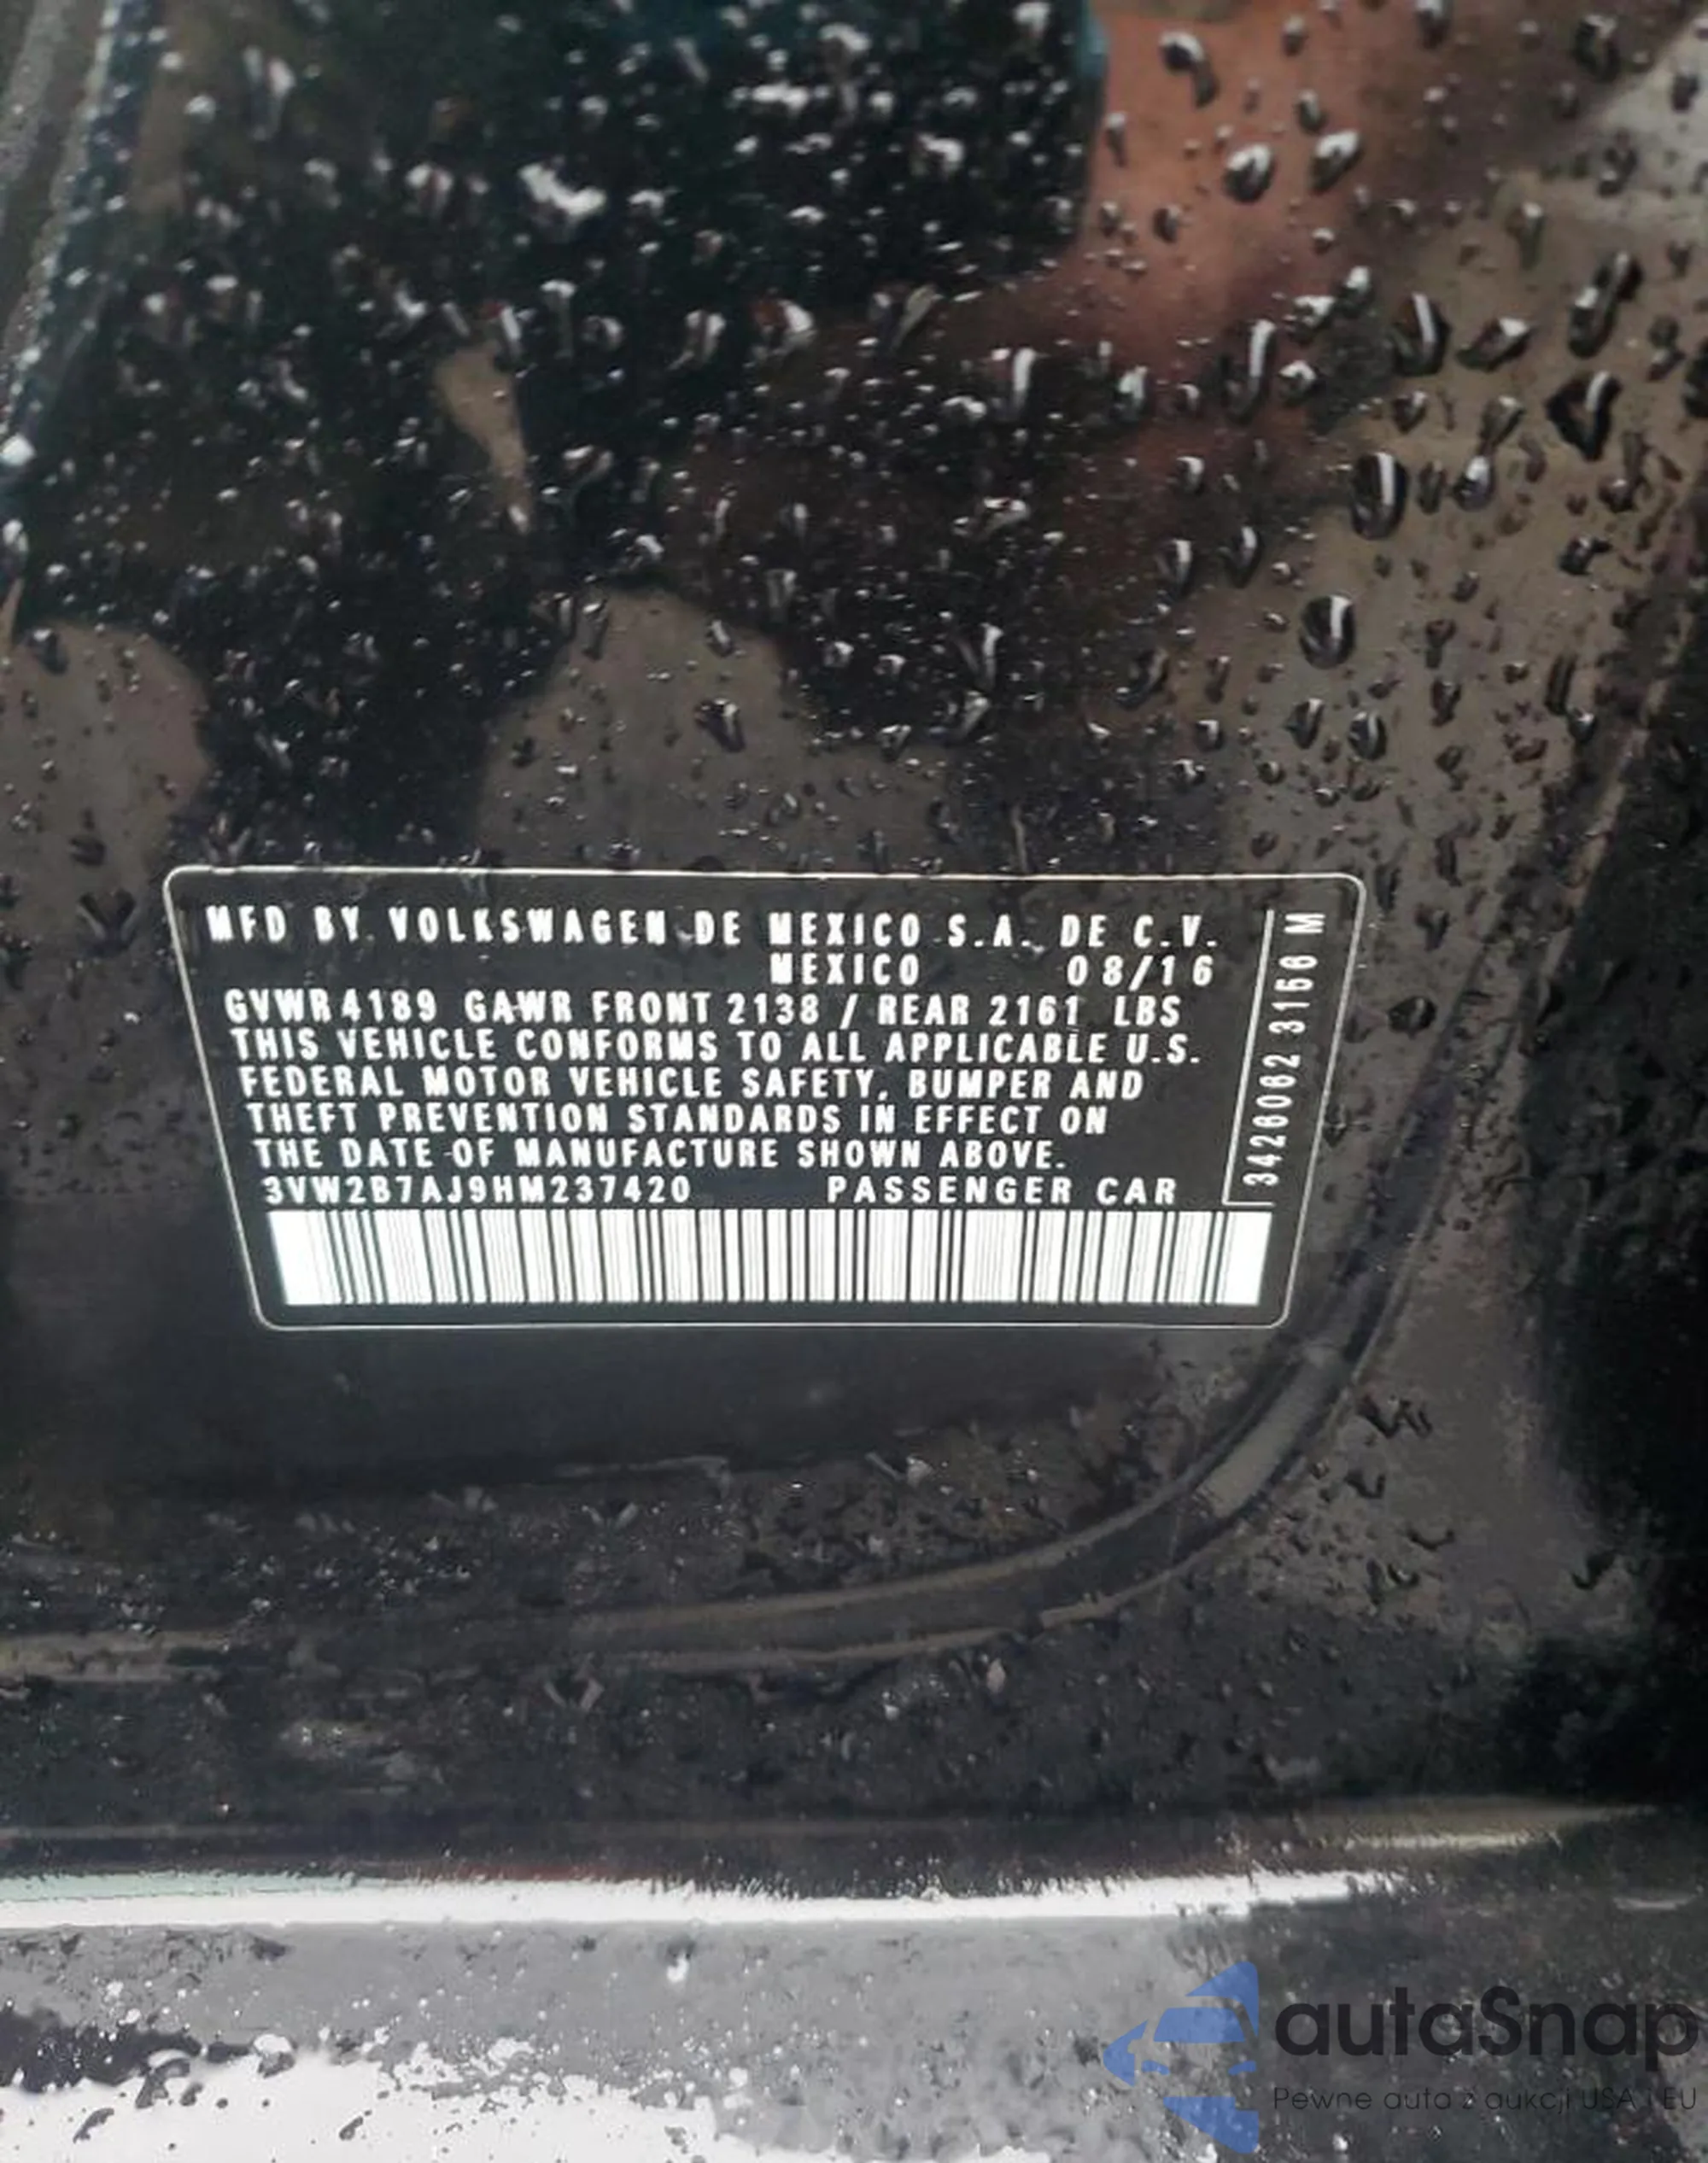 MFD BY VOLKSWAGEN DE MEXICO S.A. DE C.V.
MEXICO 08/16
GVWR 4189 GAWR FRONT 2138 / REAR 2161 LBS
THIS VEHICLE CONFORMS TO ALL APPLICABLE U.S.
FEDERAL MOTOR VEHICLE SAFETY, BUMPER AND
THEFT PREVENTION STANDARDS IN EFFECT ON
THE DATE OF MANUFACTURE SHOWN ABOVE.
3VW2B7AJ9HM237420 PASSENGER CAR
34260062 3156 M
autaSnap
Pewne auta z aukcji USA i EU